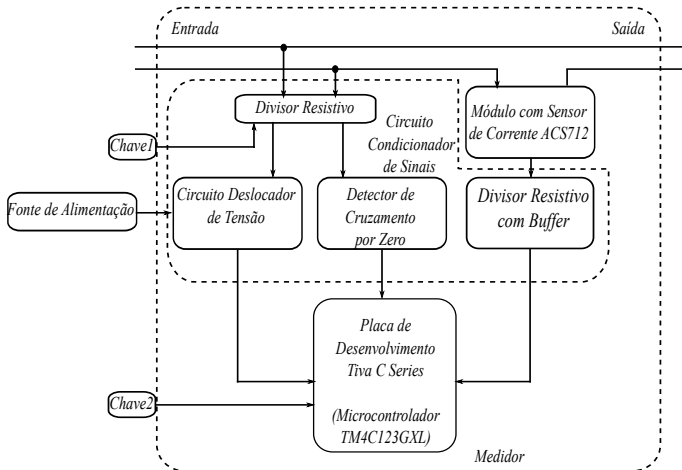 Entrada
Saída
Divisor Resistivo
Circuito
Condicionador
de Sinais
Módulo com Sensor
de Corrente ACS712
Chave1
Fonte de Alimentação
Circuito Deslocador
de Tensão
Detector de
Cruzamento
por Zero
Divisor Resistivo
com Buffer
Placa de
Desenvolvimento
Tiva C Series
(Microcontrolador
TM4C123GXL)
Chave2
Medidor